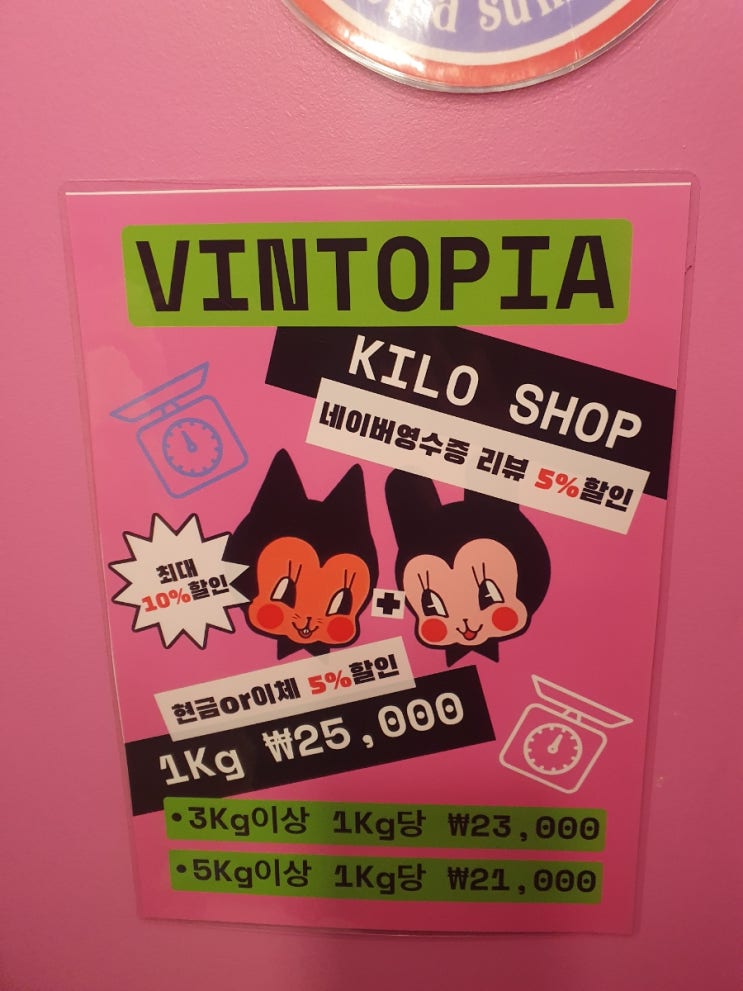 VINTOPIA
KILO SHOP
네이버영수증 리뷰 5%할인
최대
10%할인
+
현금or이체 5%할인
1Kg ₩25,000
•3Kg이상 1Kg당 ₩23,000
•5Kg이상 1Kg당 ₩21,000